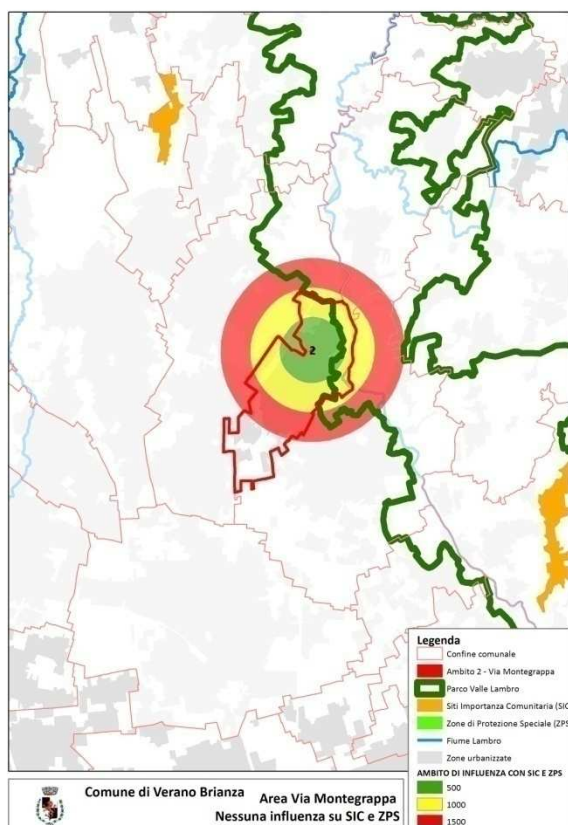 2
Legenda
Confine comunale
Ambito 2 - Via Montegrappa
Parco Valle Lambro
Siti Importanza Comunitaria (SIC
Zone di Protezione Speciale (ZPS
Fiume Lambro
Zone urbanizzate
AMBITO DI INFLUENZA CON SIC E ZPS
500
1000
1500
Comune di Verano Brianza
Area Via Montegrappa
Nessuna influenza su SIC e ZPS